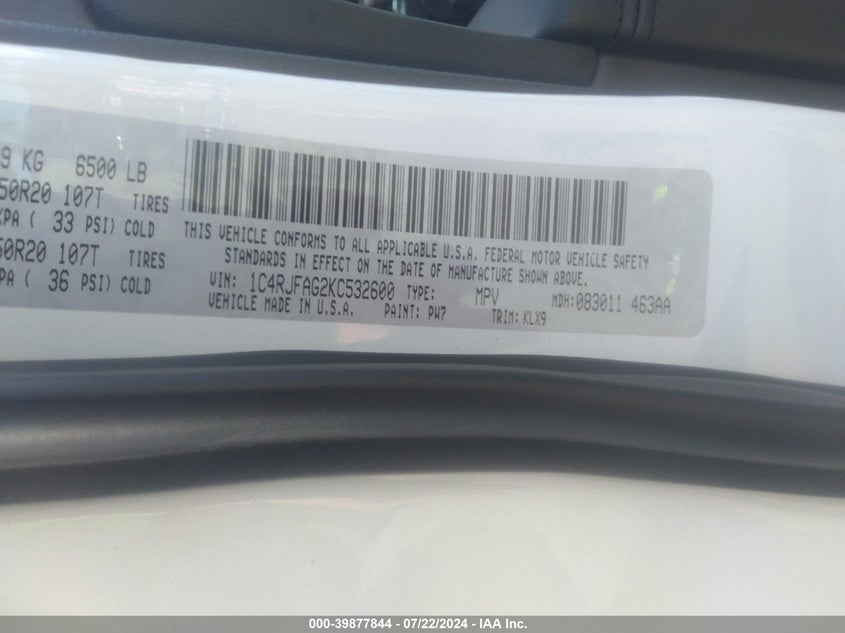 9 KG 6500 LB
50R20 107T TIRES
KPA ( 33 PSI) COLD
50R20 107T TIRES
PA ( 36 PSI) COLD
THIS VEHICLE CONFORMS TO ALL APPLICABLE U.S.A. FEDERAL MOTOR VEHICLE SAFETY
STANDARDS IN EFFECT ON THE DATE OF MANUFACTURE SHOWN ABOVE.
VIN: 1C4RJFAG2KC532600 TYPE: MPV MDH: 083011 463AA
VEHICLE MADE IN U.S.A. PAINT: PW7 TRIM: KLX9
000-39877844 - 07/22/2024 - IAA Inc.